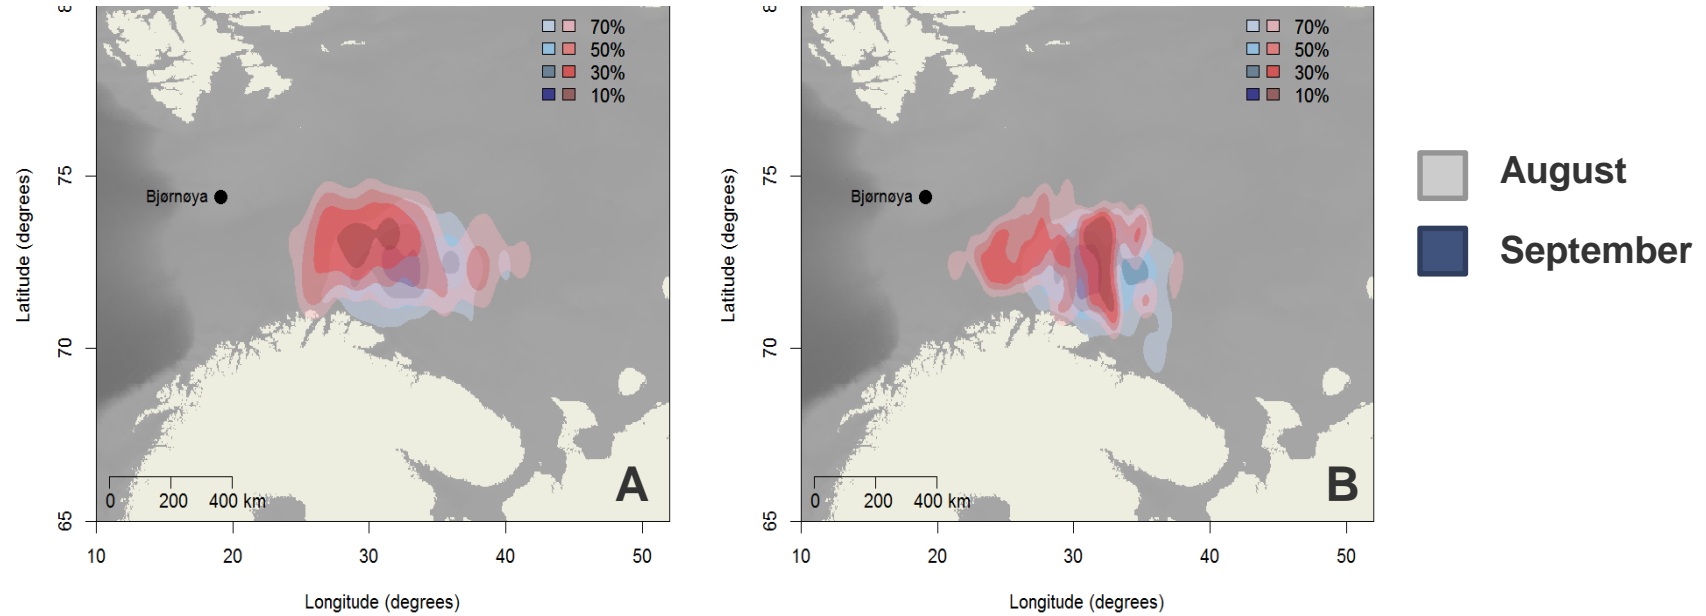 70%
50%
30%
10%
75
70
65
Bjørnøya
0 200 400 km
A
10 20 30 40 50
Longitude (degrees)
Latitude (degrees)
70%
50%
30%
10%
75
70
65
Bjørnøya
0 200 400 km
B
10 20 30 40 50
Longitude (degrees)
Latitude (degrees)
August
September